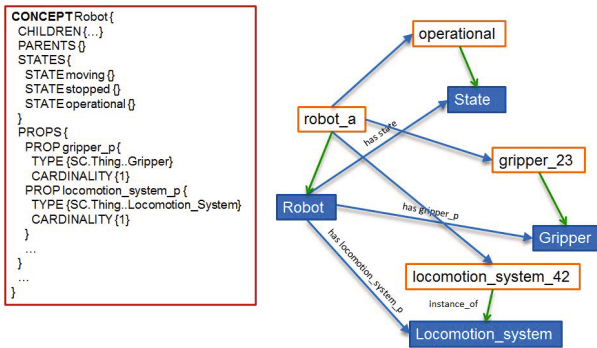 CONCEPT Robot {
CHILDREN {...}
PARENTS {}
STATES {
STATE moving {}
STATE stopped {}
STATE operational {}
}
PROPS {
PROP gripper_p {
TYPE {SC.Thing..Gripper}
CARDINALITY {1}
PROP locomotion_system_p {
TYPE {SC.Thing..Locomotion_System}
CARDINALITY {1}
}
...
}
...
}
operational
State
robot_a
has state
gripper_23
Robot
has gripper_p
Gripper
has locomotion_system_p
locomotion_system_42
instance_of
Locomotion_system